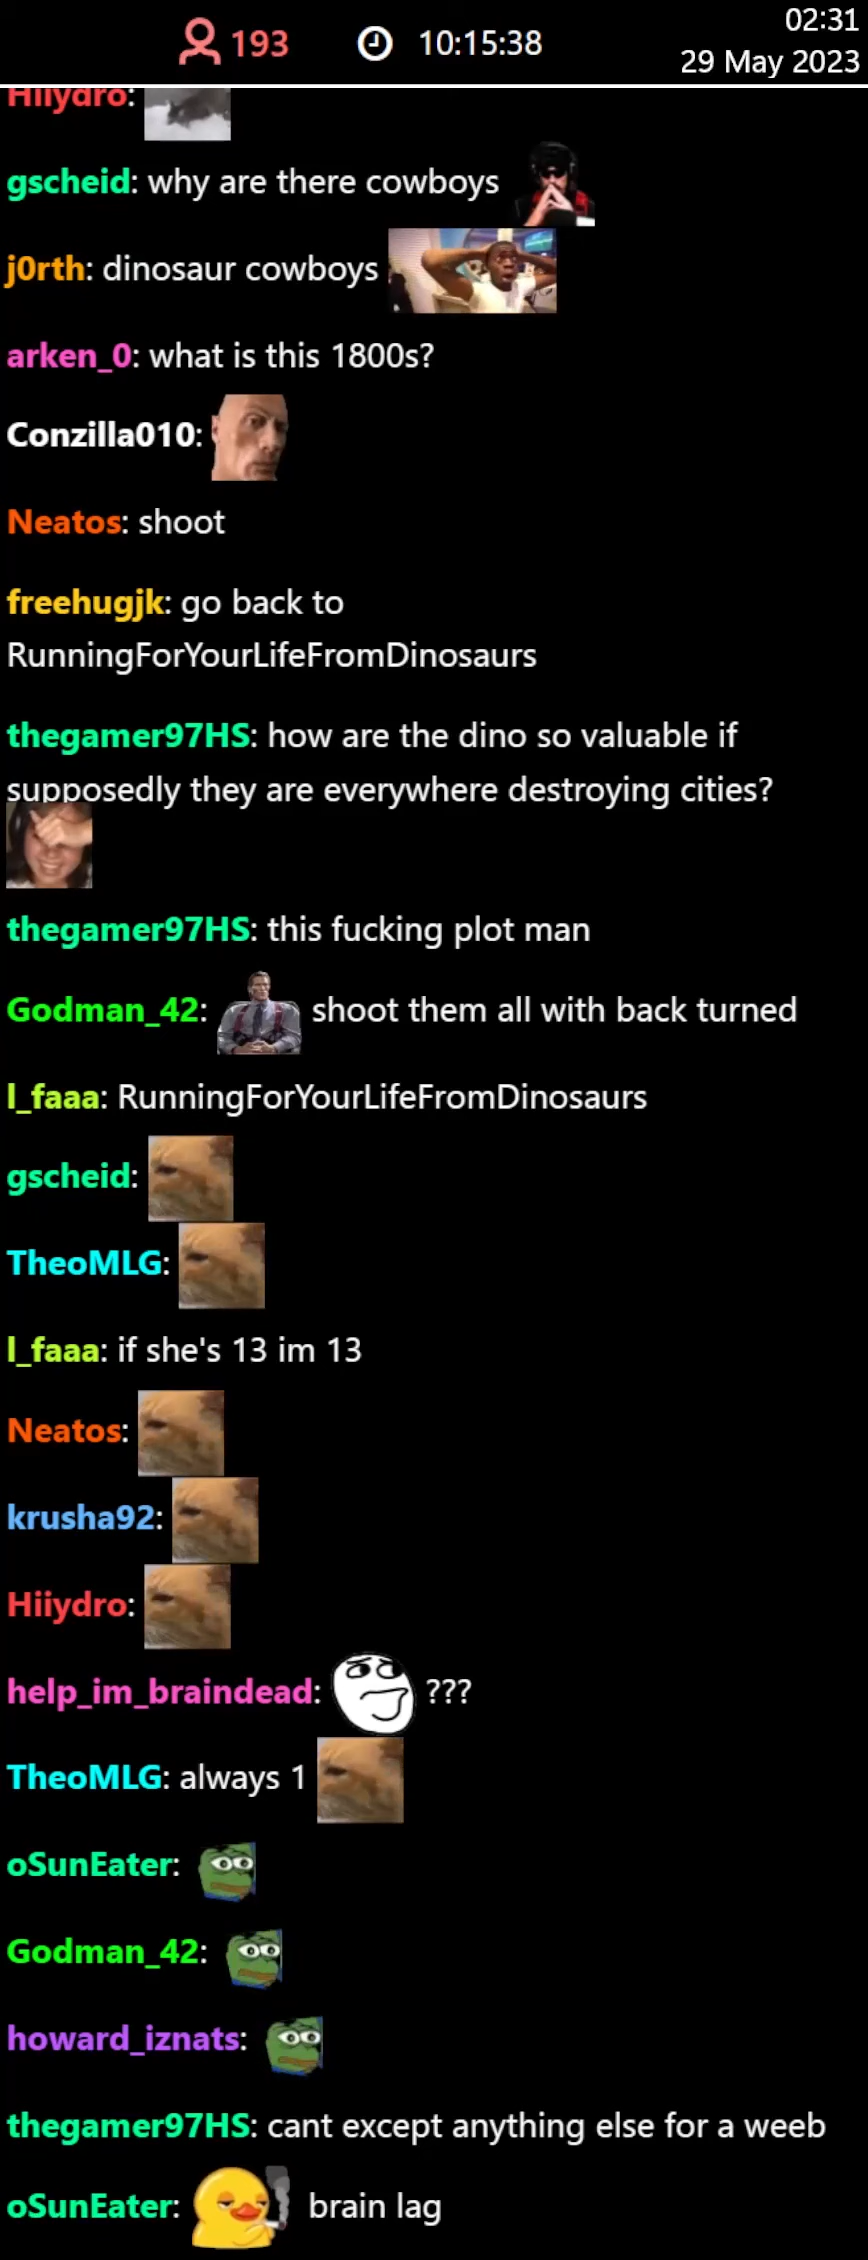 02:31
193 10:15:38
29 May 2023
Hiiydro:
gscheid: why are there cowboys
j0rth: dinosaur cowboys
arken_0: what is this 1800s?
Conzilla010:
Neatos: shoot
freehugjk: go back to
RunningForYourLifeFromDinosaurs
thegamer97HS: how are the dino so valuable if
supposedly they are everywhere destroying cities?
thegamer97HS: this fucking plot man
Godman_42: shoot them all with back turned
l_faaa: RunningForYourLifeFromDinosaurs
gscheid:
TheoMLG:
l_faaa: if she's 13 im 13
Neatos:
krusha92:
Hiiydro:
help_im_braindead: ???
TheoMLG: always 1
oSunEater:
Godman_42:
howard_iznats:
thegamer97HS: cant except anything else for a weeb
oSunEater: brain lag